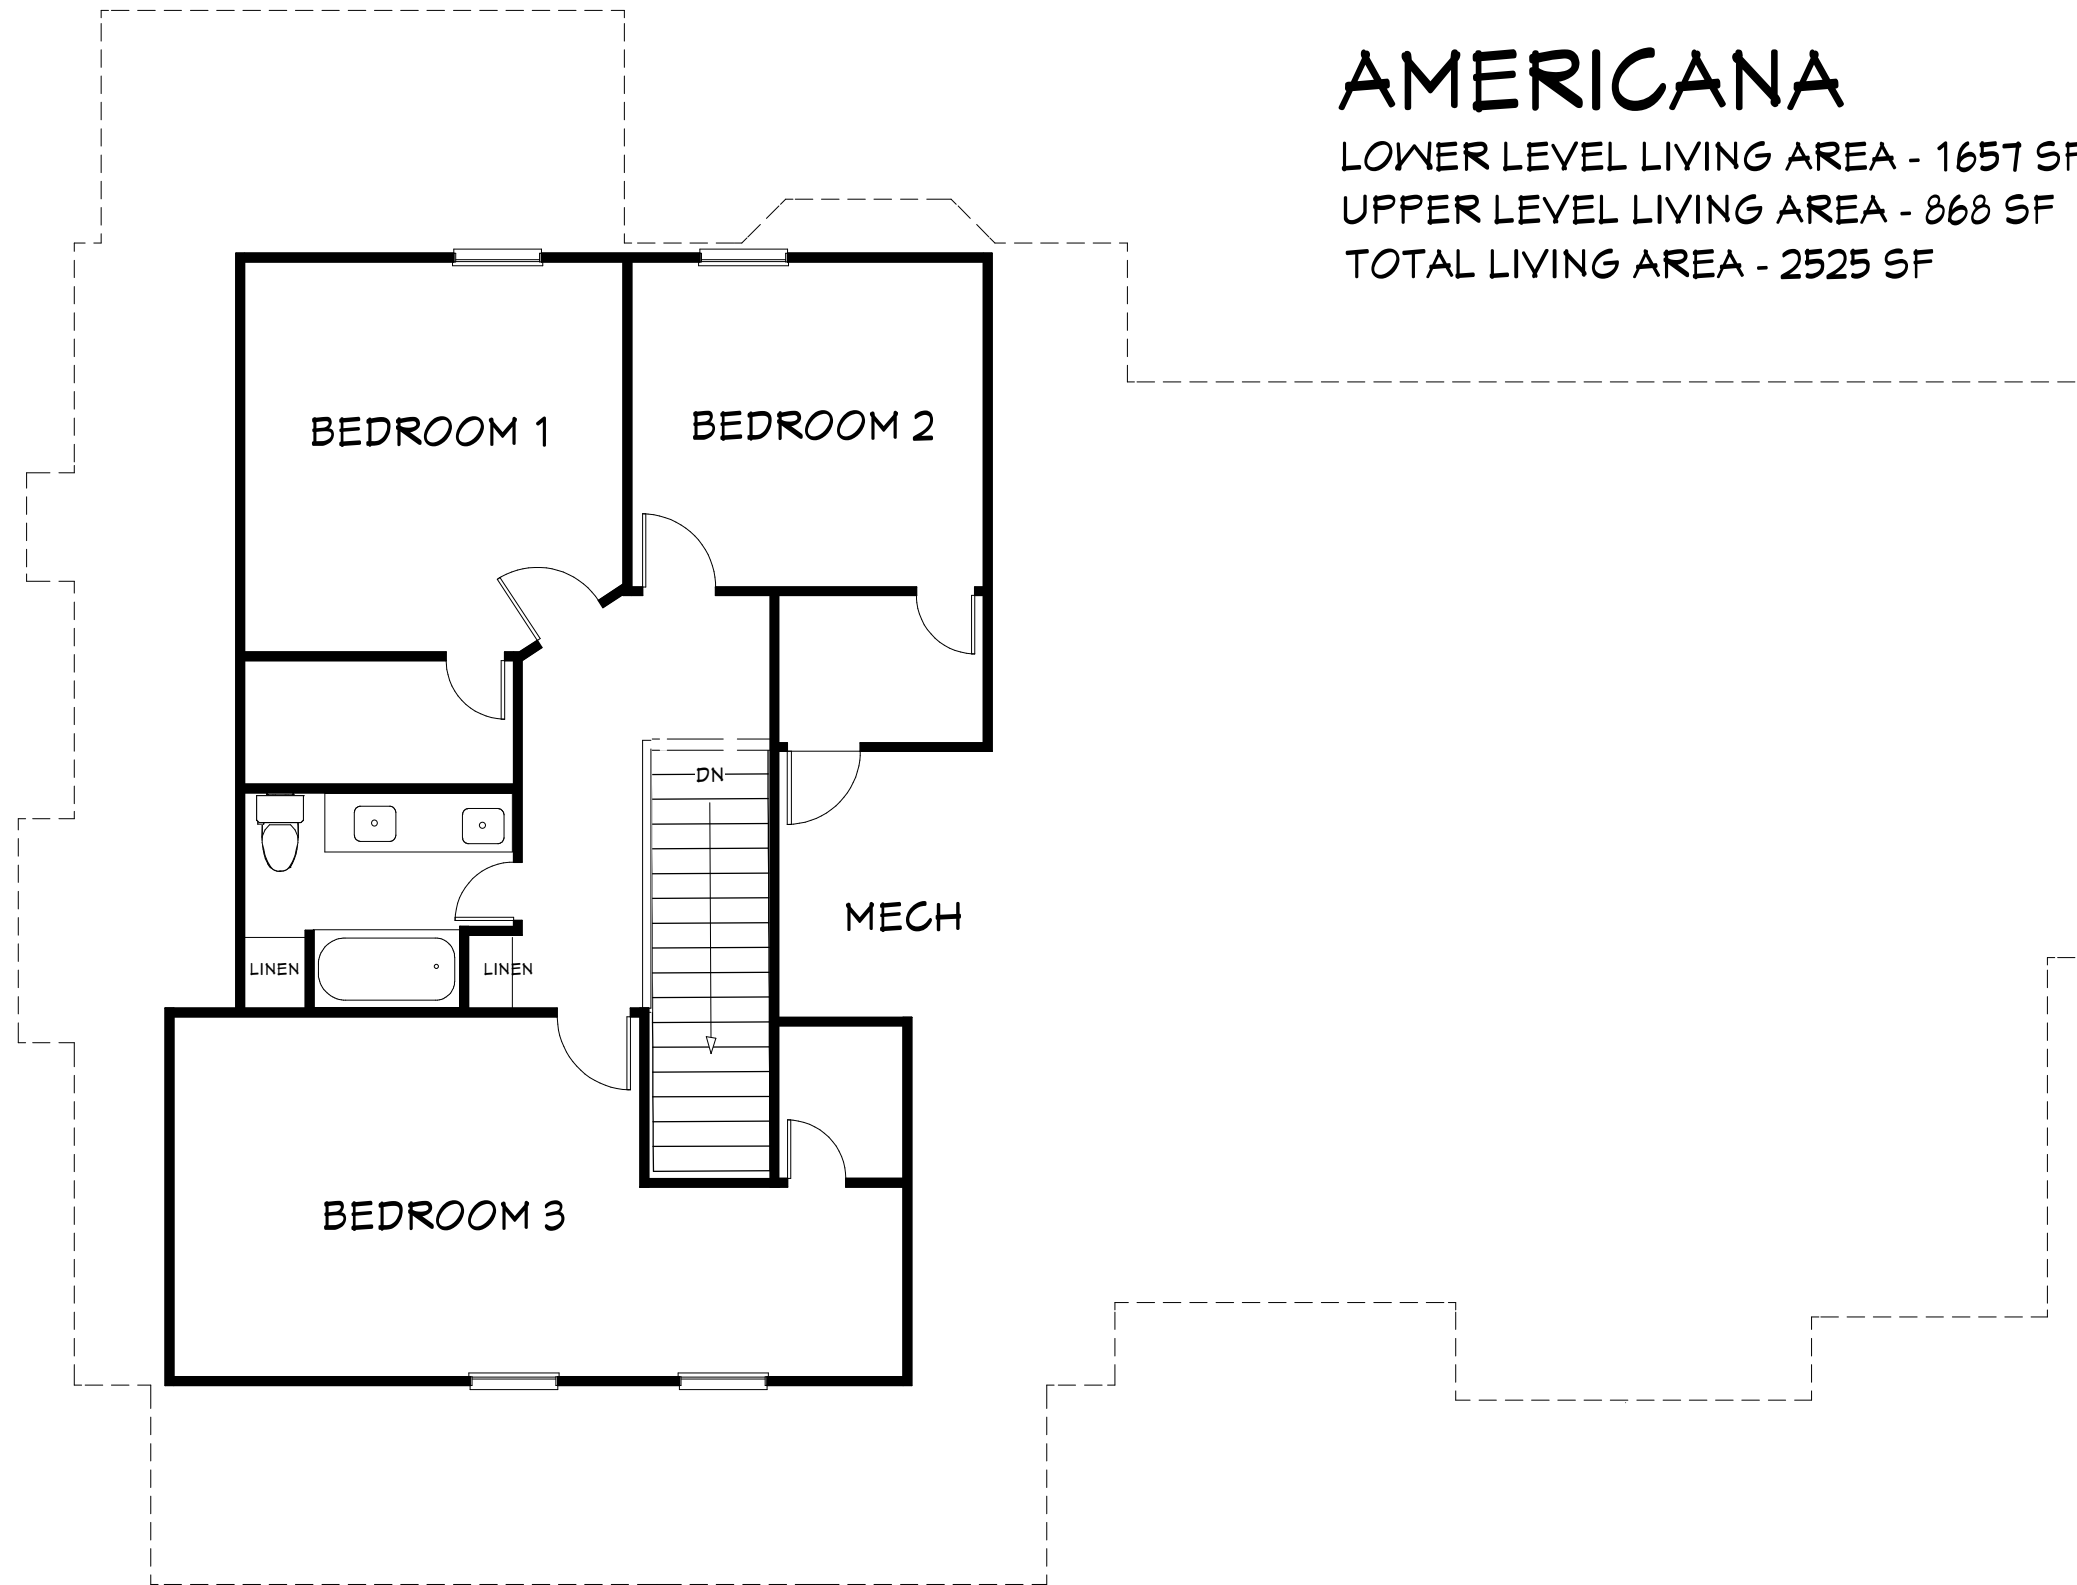 AMERICANA
LOWER LEVEL LIVING AREA - 1657 SF
UPPER LEVEL LIVING AREA - 868 SF
TOTAL LIVING AREA - 2525 SF
BEDROOM 1
BEDROOM 2
DN
MECH
LINEN
LINEN
BEDROOM 3